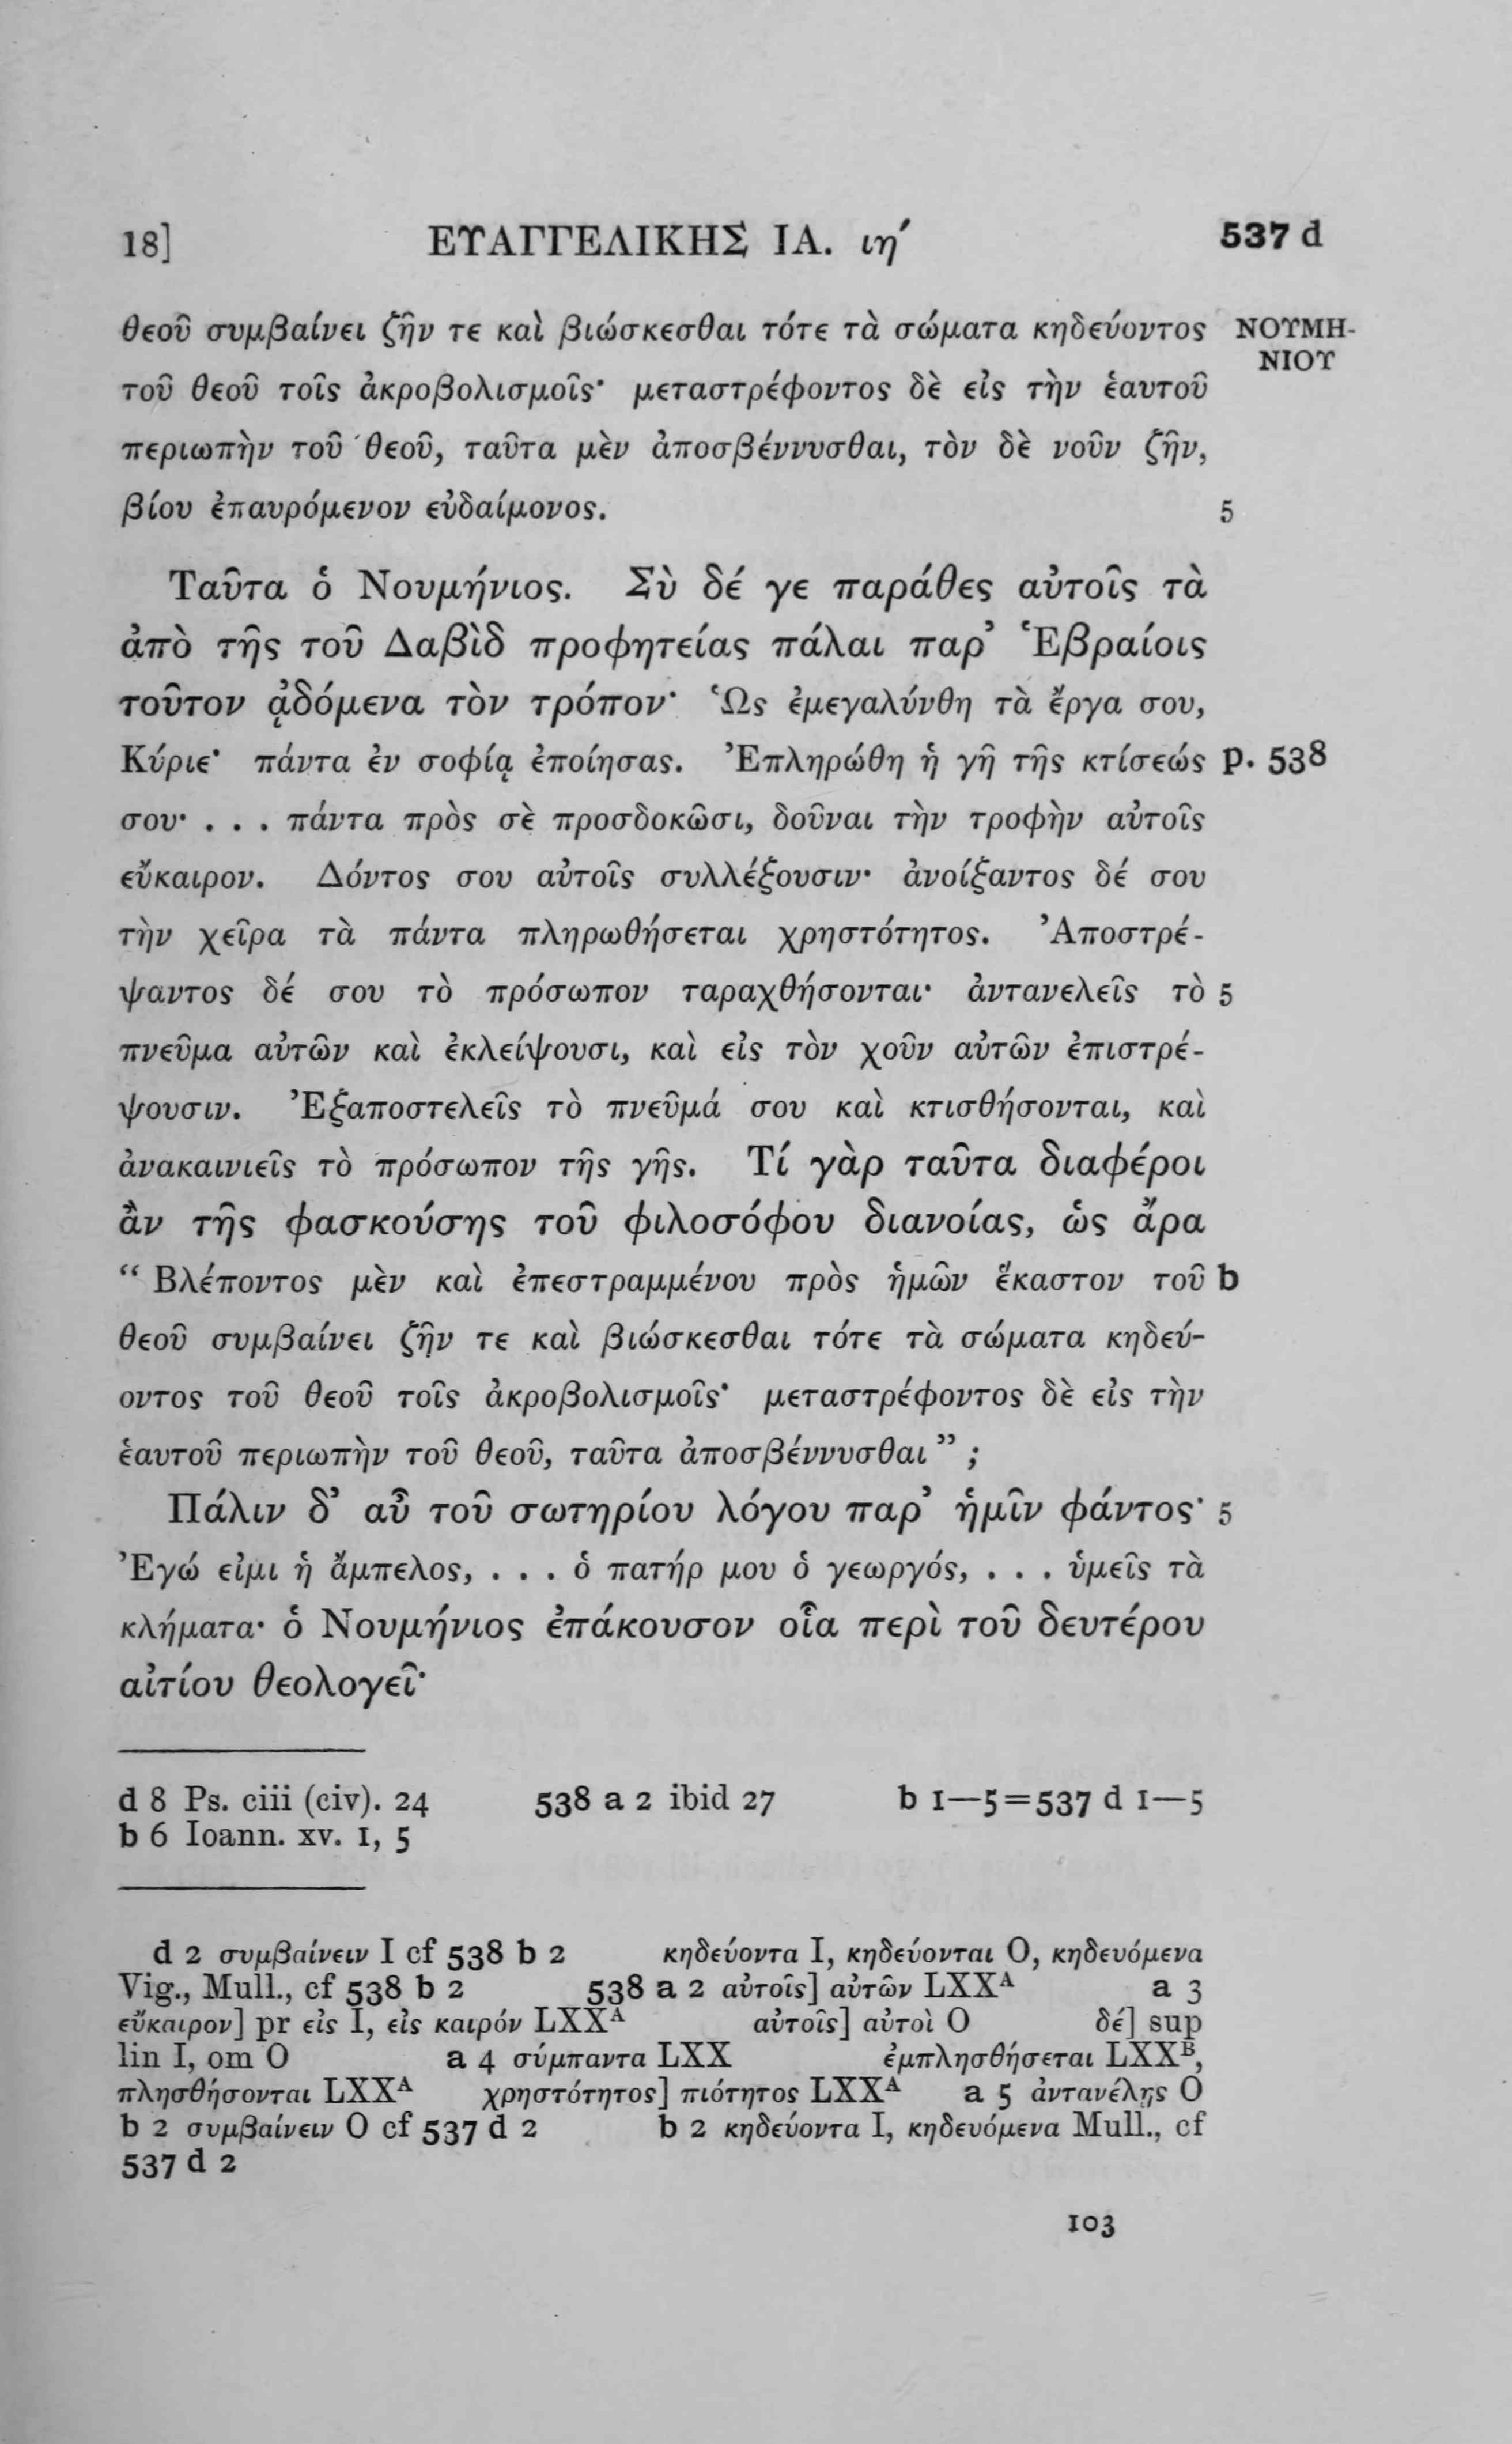 18] ΕΥΑΓΓΕΛΙΚΗΣ ΙΑ. ιη′ 537 d
θεοῦ συμβαίνει ζῆν τε καὶ βιώσκεσθαι τότε τὰ σώματα κηδεύοντος ΝΟΥΜΗ-
ΝΙΟΥ
τοῦ θεοῦ τοῖς ἀκροβολισμοῖς· μεταστρέφοντος δὲ εἰς τὴν ἑαυτοῦ
περιωπὴν τοῦ θεοῦ, ταῦτα μὲν ἀποσβέννυσθαι, τὸν δὲ νοῦν ζῆν,
βίου ἐπαυρόμενον εὐδαίμονος. 5
Ταῦτα ὁ Νουμήνιος. Σὺ δέ γε παράθες αὐτοῖς τὰ
ἀπὸ τῆς τοῦ Δαβὶδ προφητείας πάλαι παρ’ Ἑβραίοις
τοῦτον ᾀδόμενα τὸν τρόπον· Ὡς ἐμεγαλύνθη τὰ ἔργα σου,
Κύριε· πάντα ἐν σοφίᾳ ἐποίησας. Ἐπληρώθη ἡ γῆ τῆς κτίσεώς p. 538
σου· . . . πάντα πρὸς σὲ προσδοκῶσι, δοῦναι τὴν τροφὴν αὐτοῖς
εὔκαιρον. Δόντος σου αὐτοῖς συλλέξουσιν· ἀνοίξαντος δέ σου
τὴν χεῖρα τὰ πάντα πληρωθήσεται χρηστότητος. Ἀποστρέ-
ψαντος δέ σου τὸ πρόσωπον ταραχθήσονται· ἀντανελεῖς τὸ 5
πνεῦμα αὐτῶν καὶ ἐκλείψουσι, καὶ εἰς τὸν χοῦν αὐτῶν ἐπιστρέ-
ψουσιν. Ἐξαποστελεῖς τὸ πνεῦμά σου καὶ κτισθήσονται, καὶ
ἀνακαινιεῖς τὸ πρόσωπον τῆς γῆς. Τί γὰρ ταῦτα διαφέροι
ἂν τῆς φασκούσης τοῦ φιλοσόφου διανοίας, ὡς ἄρα
“ Βλέποντος μὲν καὶ ἐπεστραμμένου πρὸς ἡμῶν ἕκαστον τοῦ b
θεοῦ συμβαίνει ζῆν τε καὶ βιώσκεσθαι τότε τὰ σώματα κηδεύ-
οντος τοῦ θεοῦ τοῖς ἀκροβολισμοῖς· μεταστρέφοντος δὲ εἰς τὴν
ἑαυτοῦ περιωπὴν τοῦ θεοῦ, ταῦτα ἀποσβέννυσθαι ” ;
Πάλιν δ’ αὖ τοῦ σωτηρίου λόγου παρ’ ἡμῖν φάντος· 5
Ἐγώ εἰμι ἡ ἄμπελος, . . . ὁ πατήρ μου ὁ γεωργός, . . . ὑμεῖς τὰ
κλήματα· ὁ Νουμήνιος ἐπάκουσον οἷα περὶ τοῦ δευτέρου
αἰτίου θεολογεῖ·
d 8 Ps. ciii (civ). 24 538 a 2 ibid 27 b 1—5=537 d 1—5
b 6 Ioann. xv. 1, 5
d 2 συμβαίνειν I cf 538 b 2 κηδεύοντα I, κηδεύονται O, κηδευόμενα
Vig., Mull., cf 538 b 2 538 a 2 αὐτοῖς] αὐτῶν LXXᴬ a 3
εὔκαιρον] pr εἰς I, εἰς καιρόν LXXᴬ αὐτοῖς] αὐτοὶ O δέ] sup
lin I, om O a 4 σύμπαντα LXX ἐμπλησθήσεται LXXᴮ,
πλησθήσονται LXXᴬ χρηστότητος] πιότητος LXXᴬ a 5 ἀντανέλῃς O
b 2 συμβαίνειν O cf 537 d 2 b 2 κηδεύοντα I, κηδευόμενα Mull., cf
537 d 2
103